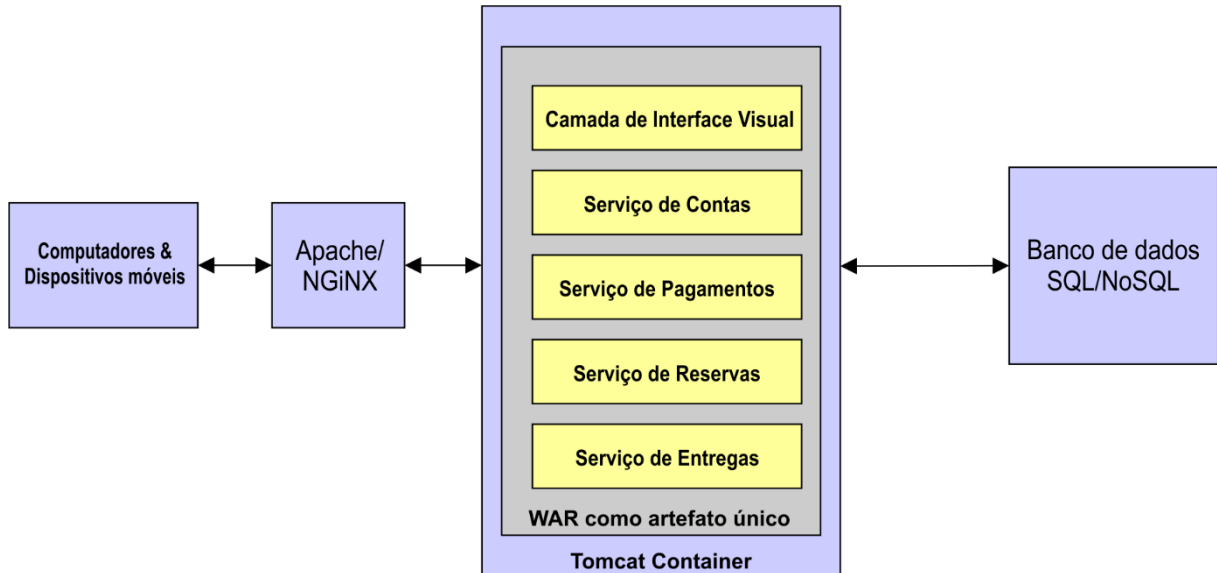 Computadores &
Dispositivos móveis
Apache/
NGiNX
Camada de Interface Visual
Serviço de Contas
Serviço de Pagamentos
Serviço de Reservas
Serviço de Entregas
WAR como artefato único
Tomcat Container
Banco de dados
SQL/NoSQL